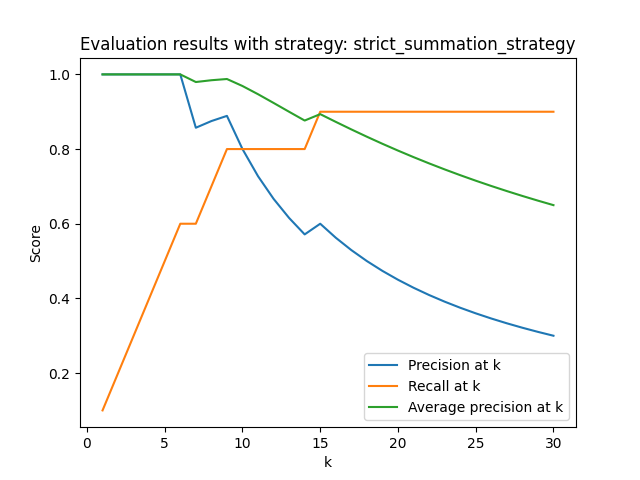 Evaluation results with strategy: strict_summation_strategy
1.0
0.8
0.6
0.4
0.2
Score
0 5 10 15 20 25 30
k
Precision at k
Recall at k
Average precision at k